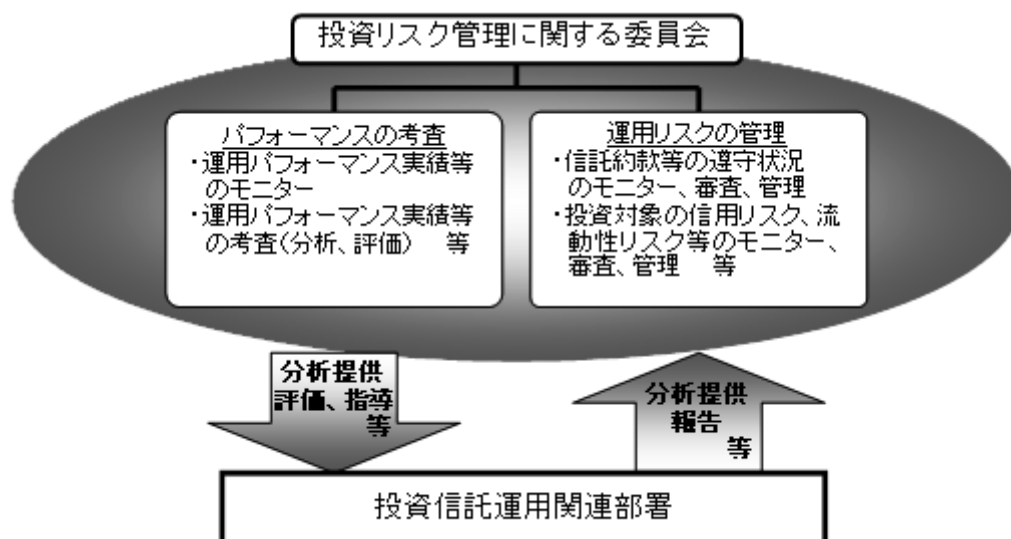 投資リスク管理に関する委員会
パフォーマンスの考査
・運用パフォーマンス実績等
のモニター
・運用パフォーマンス実績等
の考査(分析、評価)　等
運用リスクの管理
・信託約款等の遵守状況
のモニター、審査、管理
・投資対象の信用リスク、流
動性リスク等のモニター、
審査、管理　等
分析提供
評価、指導
等
分析提供
報告
等
投資信託運用関連部署